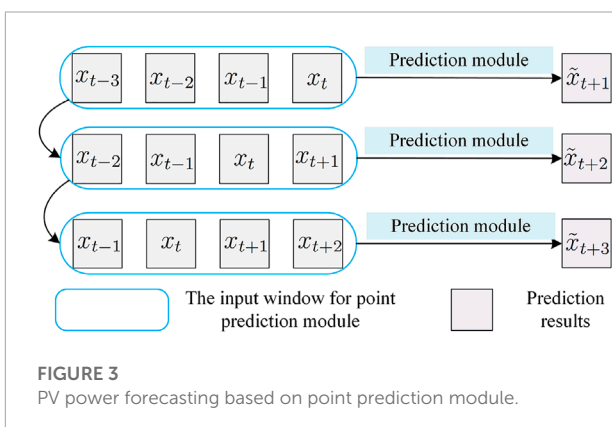 x_{t-3} x_{t-2} x_{t-1} x_t Prediction module x̃_{t+1}
x_{t-2} x_{t-1} x_t x_{t+1} Prediction module x̃_{t+2}
x_{t-1} x_t x_{t+1} x_{t+2} Prediction module x̃_{t+3}
The input window for point
prediction module
Prediction
results
FIGURE 3
PV power forecasting based on point prediction module.